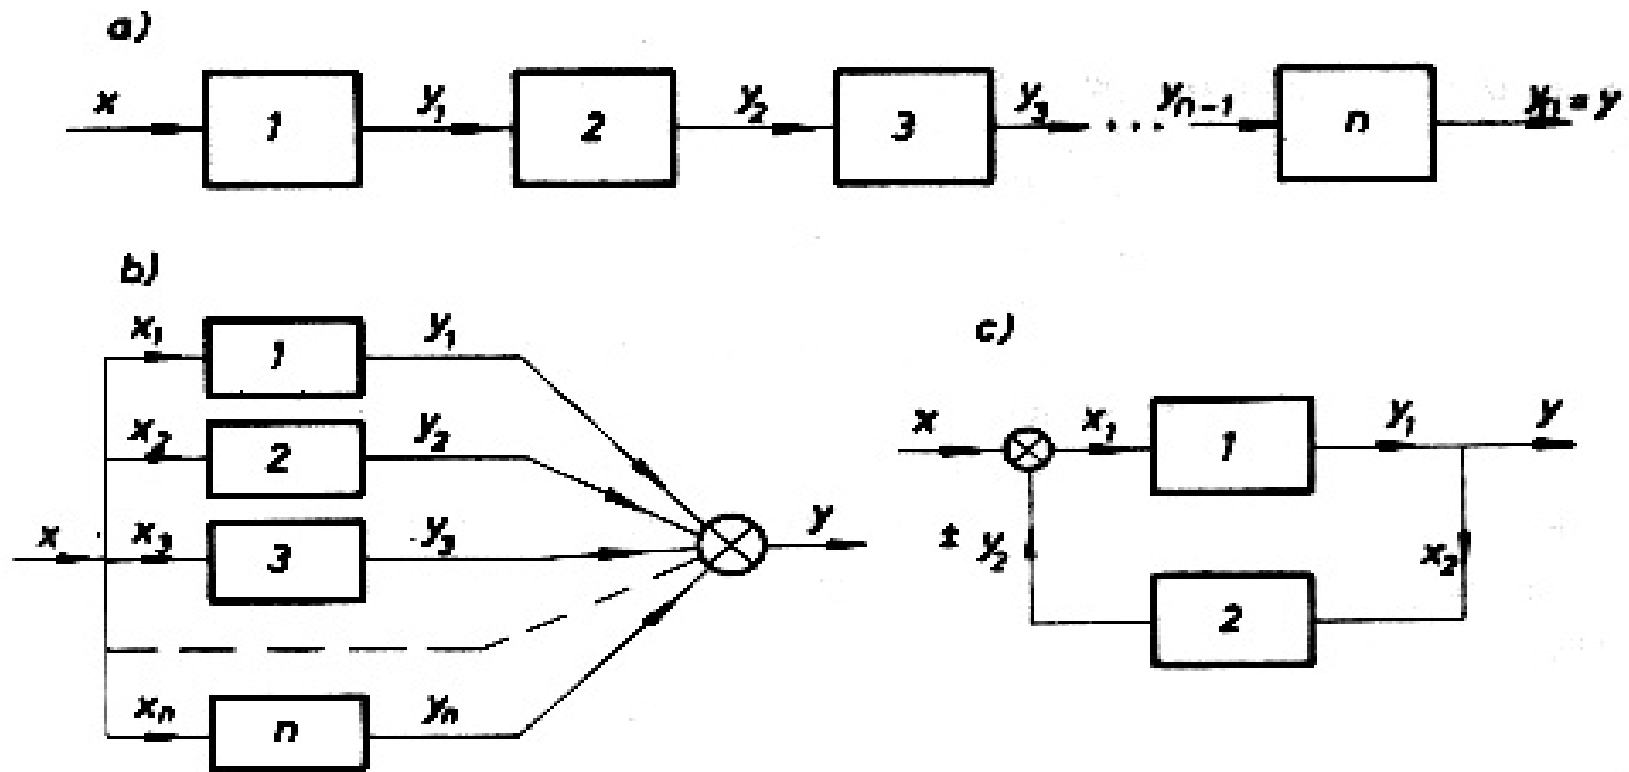 a)
x 1 y₁ 2 y₂ 3 y₃ ... yₙ₋₁ n yₙ = y
b)
x₁ 1 y₁
x₂ 2 y₂
x x₃ 3 y₃ y
xₙ n yₙ
c)
x x₁ 1 y₁ y
± y₂ x₂
2